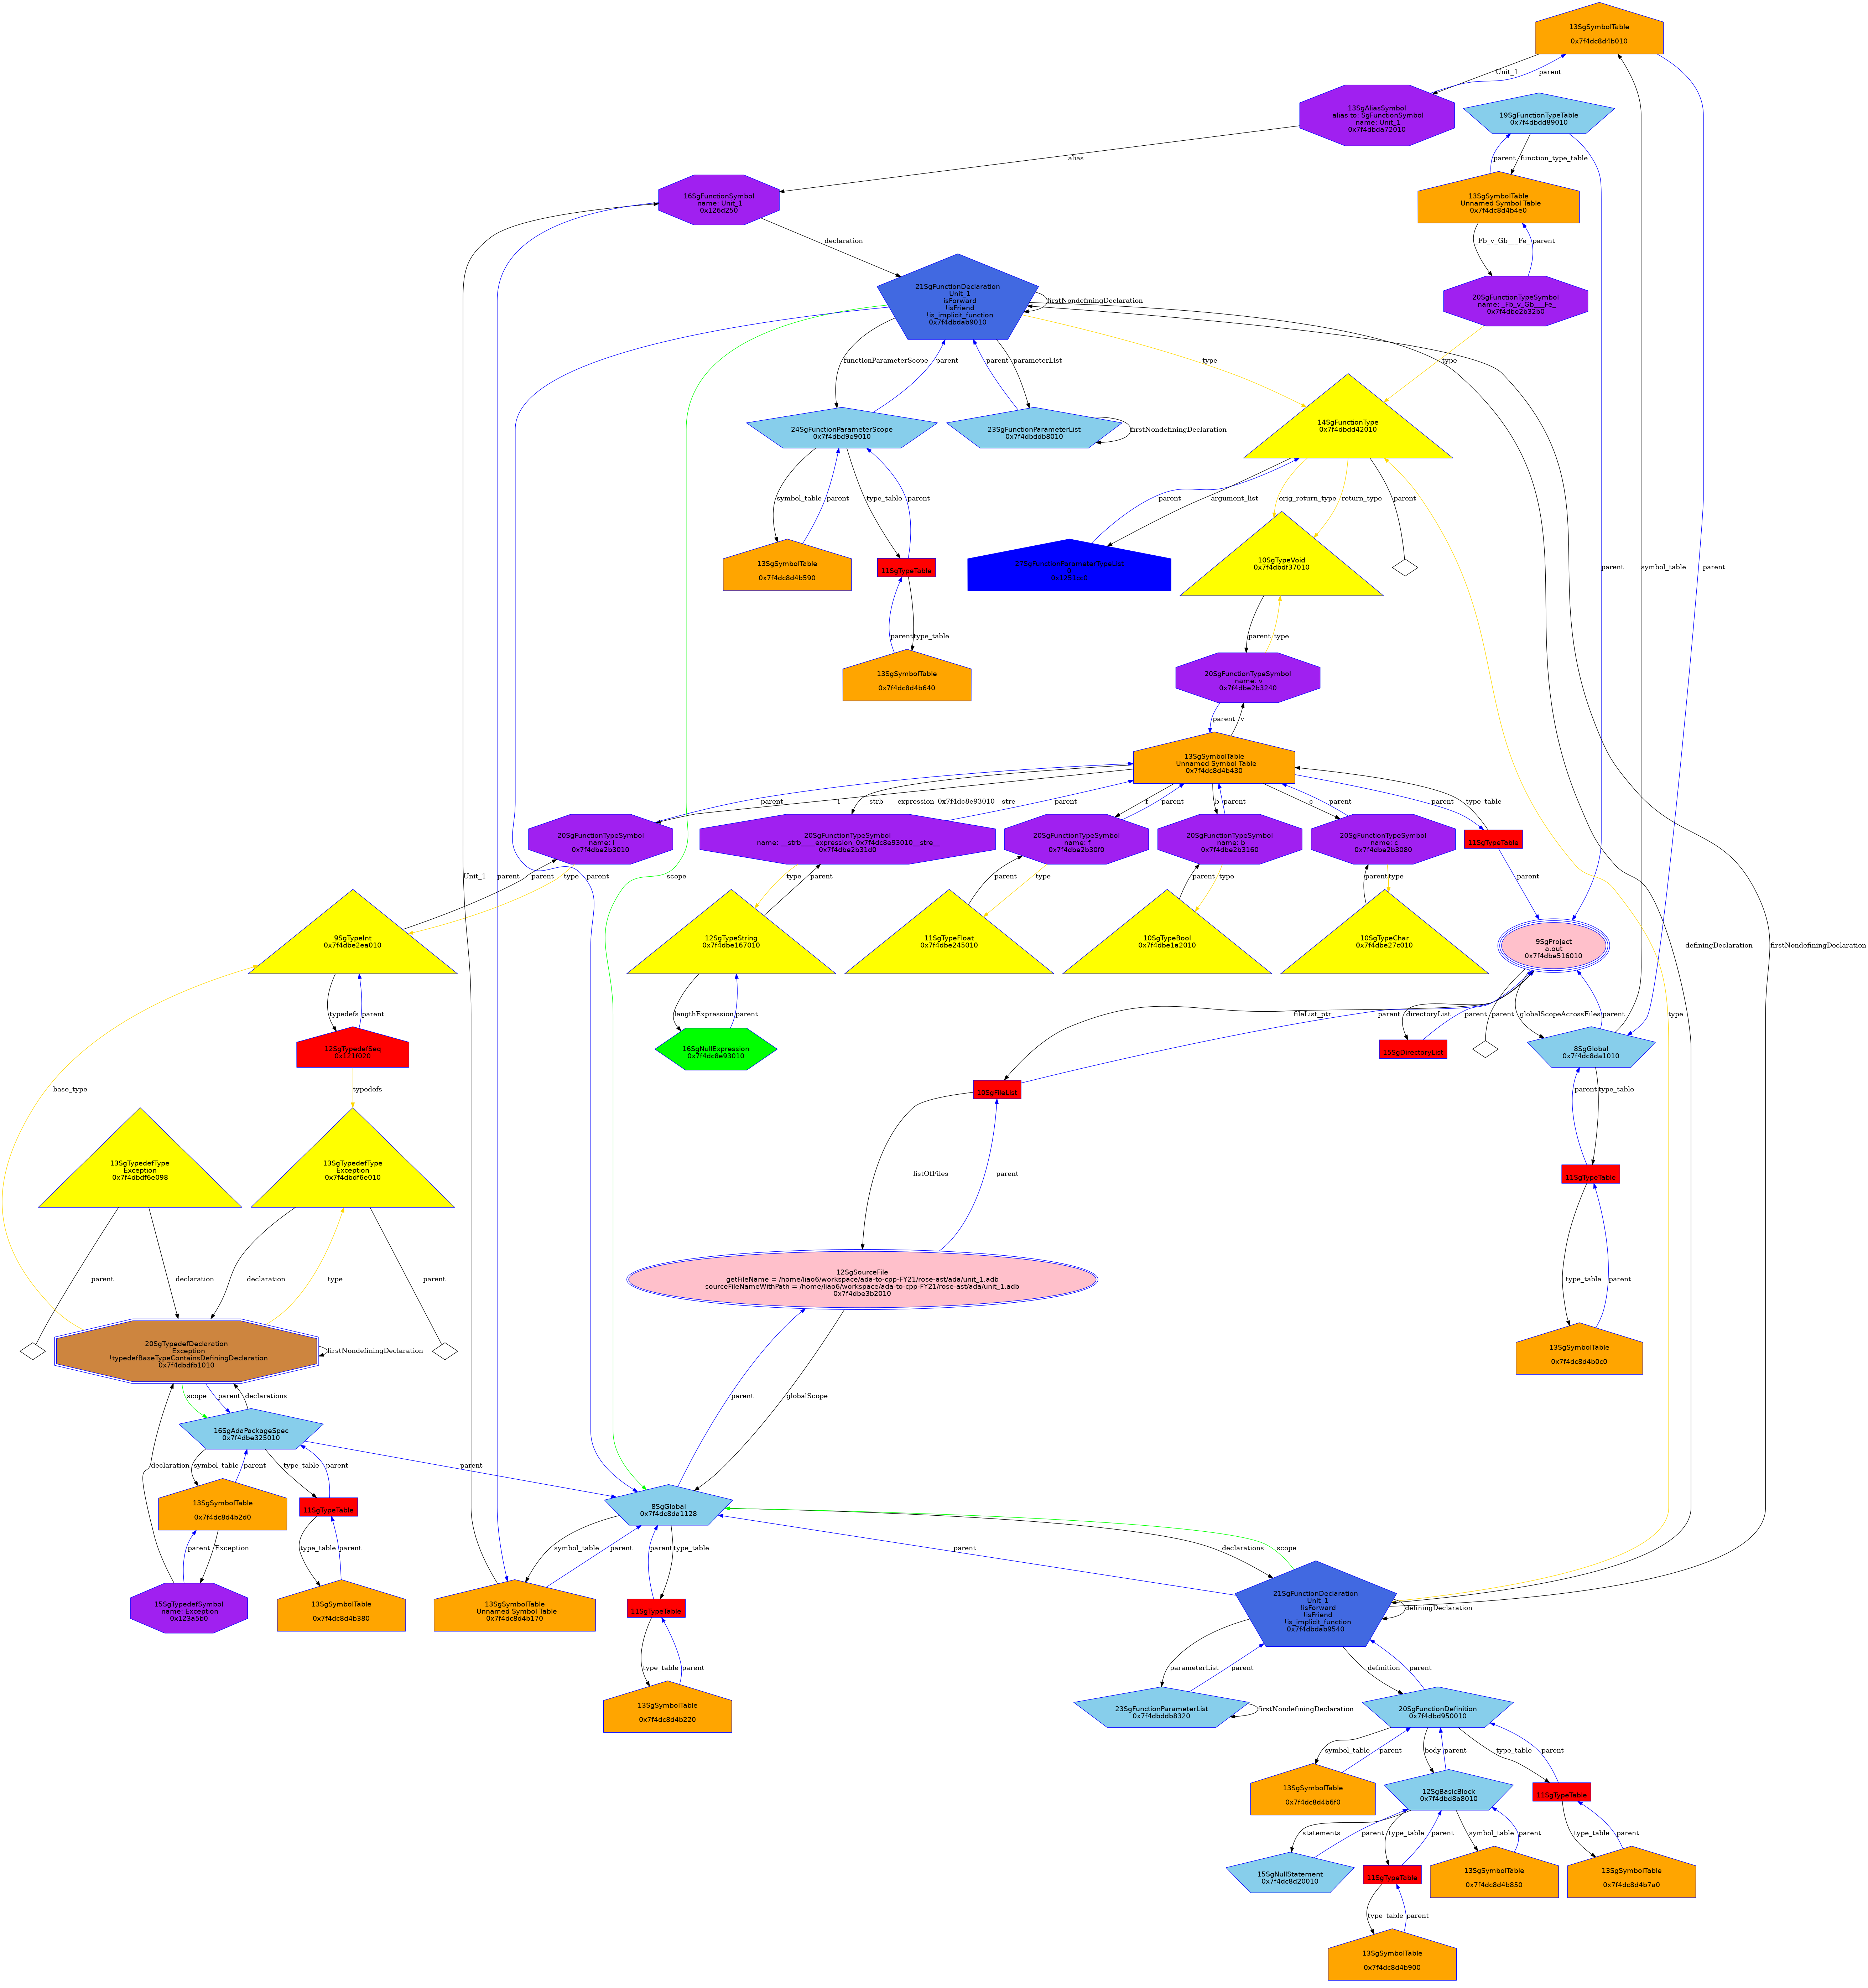 13SgSymbolTable
0x7f4dc8d4b010
Unit_1
parent
13SgAliasSymbol
alias to: SgFunctionSymbol
name: Unit_1
0x7f4dbda72010
19SgFunctionTypeTable
0x7f4dbdd89010
alias
parent
function_type_table
16SgFunctionSymbol
name: Unit_1
0x126d250
13SgSymbolTable
Unnamed Symbol Table
0x7f4dc8d4b4e0
declaration
_Fb_v_Gb___Fe_
parent
21SgFunctionDeclaration
Unit_1
isForward
!isFriend
!is_implicit_function
0x7f4dbdab9010
firstNondefiningDeclaration
20SgFunctionTypeSymbol
name: _Fb_v_Gb___Fe_
0x7f4dbe2b32b0
functionParameterScope
parent
parent
parameterList
type
type
24SgFunctionParameterScope
0x7f4dbd9e9010
23SgFunctionParameterList
0x7f4dbddb8010
firstNondefiningDeclaration
14SgFunctionType
0x7f4dbdd42010
symbol_table
parent
type_table
parent
parent
argument_list
orig_return_type
return_type
parent
parent
symbol_table
parent
13SgSymbolTable
0x7f4dc8d4b590
11SgTypeTable
10SgTypeVoid
0x7f4dbdf37010
parent
type_table
parent
type
13SgSymbolTable
0x7f4dc8d4b640
20SgFunctionTypeSymbol
name: v
0x7f4dbe2b3240
parent
v
13SgSymbolTable
Unnamed Symbol Table
0x7f4dc8d4b430
parent
i
__strb____expression_0x7f4dc8e93010__stre__
parent
f
parent
b
parent
c
parent
parent
type_table
20SgFunctionTypeSymbol
name: i
0x7f4dbe2b3010
20SgFunctionTypeSymbol
name: __strb____expression_0x7f4dc8e93010__stre__
0x7f4dbe2b31d0
20SgFunctionTypeSymbol
name: f
0x7f4dbe2b30f0
20SgFunctionTypeSymbol
name: b
0x7f4dbe2b3160
20SgFunctionTypeSymbol
name: c
0x7f4dbe2b3080
11SgTypeTable
Unit_1
parent
parent
type
parent
scope
type
parent
parent
type
parent
type
parent
type
parent
definingDeclaration
firstNondefiningDeclaration
9SgTypeInt
0x7f4dbe2ea010
12SgTypeString
0x7f4dbe167010
11SgTypeFloat
0x7f4dbe245010
10SgTypeBool
0x7f4dbe1a2010
10SgTypeChar
0x7f4dbe27c010
9SgProject
a.out
0x7f4dbe516010
typedefs
parent
lengthExpression
parent
fileList_ptr
parent
directoryList
parent
parent
globalScopeAcrossFiles
parent
type
12SgTypedefSeq
0x121f820
16SgNullExpression
0x7f4dc8e93010
15SgDirectoryList
8SgGlobal
0x7f4dc8da1010
base_type
typedefs
10SgFileList
parent
type_table
13SgTypedefType
Exception
0x7f4dbdf6e098
13SgTypedefType
Exception
0x7f4dbdf6e010
listOfFiles
parent
11SgTypeTable
parent
declaration
declaration
type
parent
12SgSourceFile
getFileName = /home/liao6/workspace/ada-to-cpp-FY21/rose-ast/ada/unit_1.adb
sourceFileNameWithPath = /home/liao6/workspace/ada-to-cpp-FY21/rose-ast/ada/unit_1.adb
0x7f4dbe3b2010
type_table
parent
20SgTypedefDeclaration
Exception
!typedefBaseTypeContainsDefiningDeclaration
0x7f4dbdfb1010
firstNondefiningDeclaration
13SgSymbolTable
0x7f4dc8d4b0c0
scope
parent
declarations
parent
globalScope
16SgAdaPackageSpec
0x7f4dbe325010
declaration
symbol_table
parent
type_table
parent
parent
13SgSymbolTable
0x7f4dc8d4b2d0
11SgTypeTable
8SgGlobal
0x7f4dc8da1128
parent
Exception
type_table
parent
symbol_table
parent
parent
type_table
parent
declarations
scope
15SgTypedefSymbol
name: Exception
0x123a5b0
13SgSymbolTable
0x7f4dc8d4b380
13SgSymbolTable
Unnamed Symbol Table
0x7f4dc8d4b170
11SgTypeTable
21SgFunctionDeclaration
Unit_1
!isForward
!isFriend
!is_implicit_function
0x7f4dbdab9540
definingDeclaration
type_table
parent
parameterList
parent
definition
parent
13SgSymbolTable
0x7f4dc8d4b220
23SgFunctionParameterList
0x7f4dbddb8320
firstNondefiningDeclaration
20SgFunctionDefinition
0x7f4dbd950010
symbol_table
parent
body
parent
type_table
parent
13SgSymbolTable
0x7f4dc8d4b6f0
12SgBasicBlock
0x7f4dbd8a8010
11SgTypeTable
statements
parent
type_table
parent
symbol_table
parent
type_table
parent
15SgNullStatement
0x7f4dc8d20010
11SgTypeTable
13SgSymbolTable
0x7f4dc8d4b850
13SgSymbolTable
0x7f4dc8d4b7a0
type_table
parent
13SgSymbolTable
0x7f4dc8d4b900